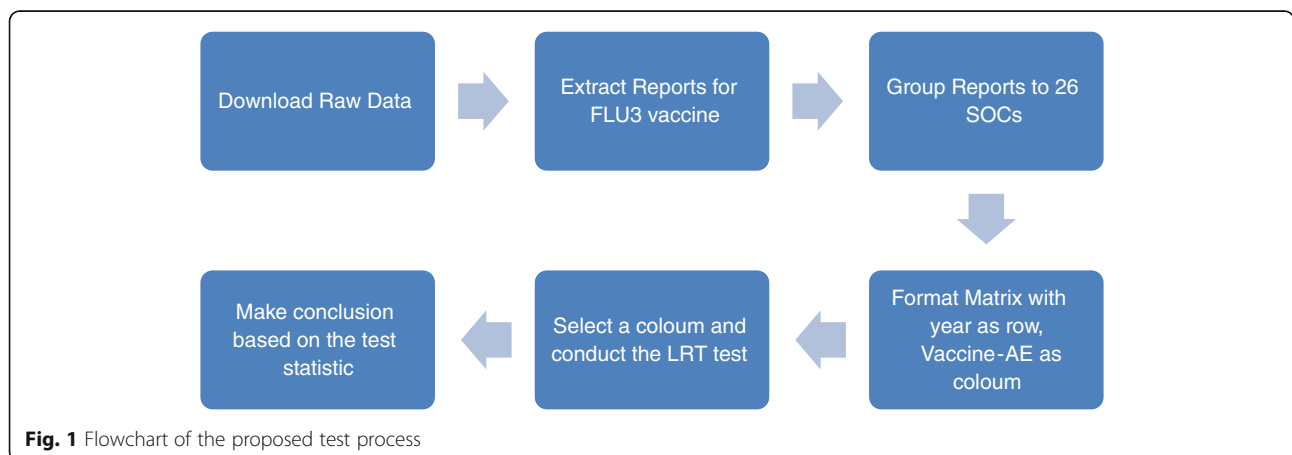 Download Raw Data
Extract Reports for
FLU3 vaccine
Group Reports to 26
SOCs
Format Matrix with
year as row,
Vaccine-AE as
coloum
Select a coloum and
conduct the LRT test
Make conclusion
based on the test
statistic
Fig. 1 Flowchart of the proposed test process